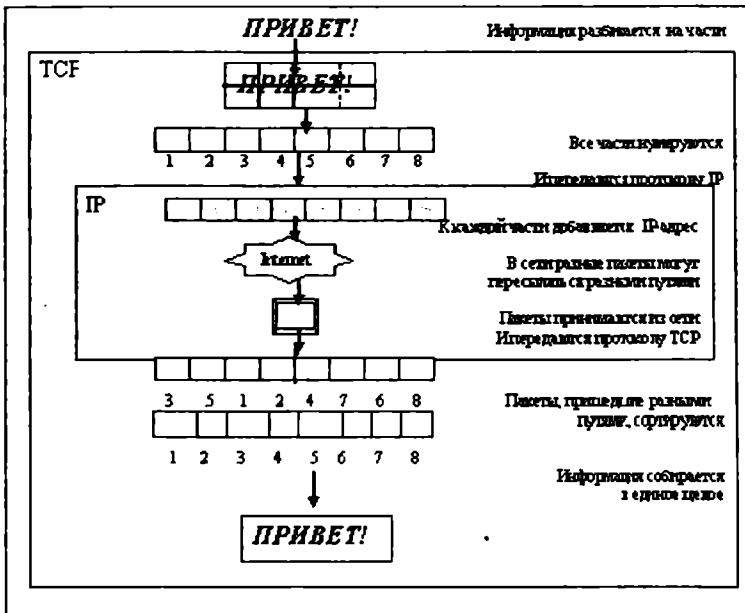 ПРИВЕТ!
Информация разбивается на части
TCF
ПРИВЕТ!
1 2 3 4 5 6 7 8
Все части нумеруются
И передаются протоколу IP
IP
К каждой части добавляется IP-адрес
Internet
В сети разные пакеты могут
пересылаться разными путями
Пакеты принимаются из сети
И передаются протоколу TCP
3 5 1 2 4 7 6 8
Пакеты, пришедшие разными
путями, сортируются
1 2 3 4 5 6 7 8
Информация собирается
в единое целое
ПРИВЕТ!